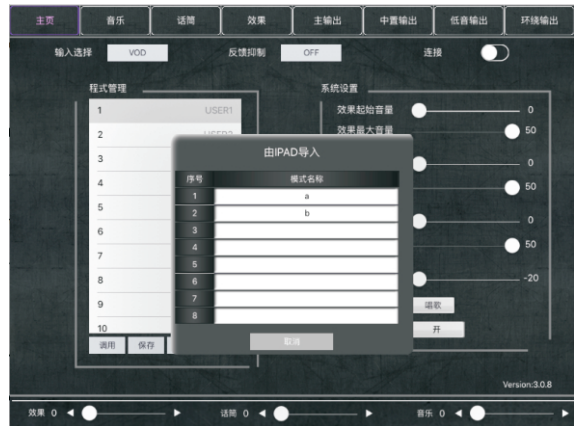 主页 音乐 话筒 效果 主输出 中置输出 低音输出 环绕输出
输入选择 VOD 反馈抑制 OFF 连接
程式管理 系统设置
1 USER1 效果起始音量 0
2 效果最大音量 50
由IPAD导入
3 0
序号 模式名称
4 50
1 a
2 b
5 0
3
6
4
7 50
5
8 -20
6
9 唱歌
7
8
10 开
调用 保存 取消
Version:3.0.8
效果 0 话筒 0 音乐 0